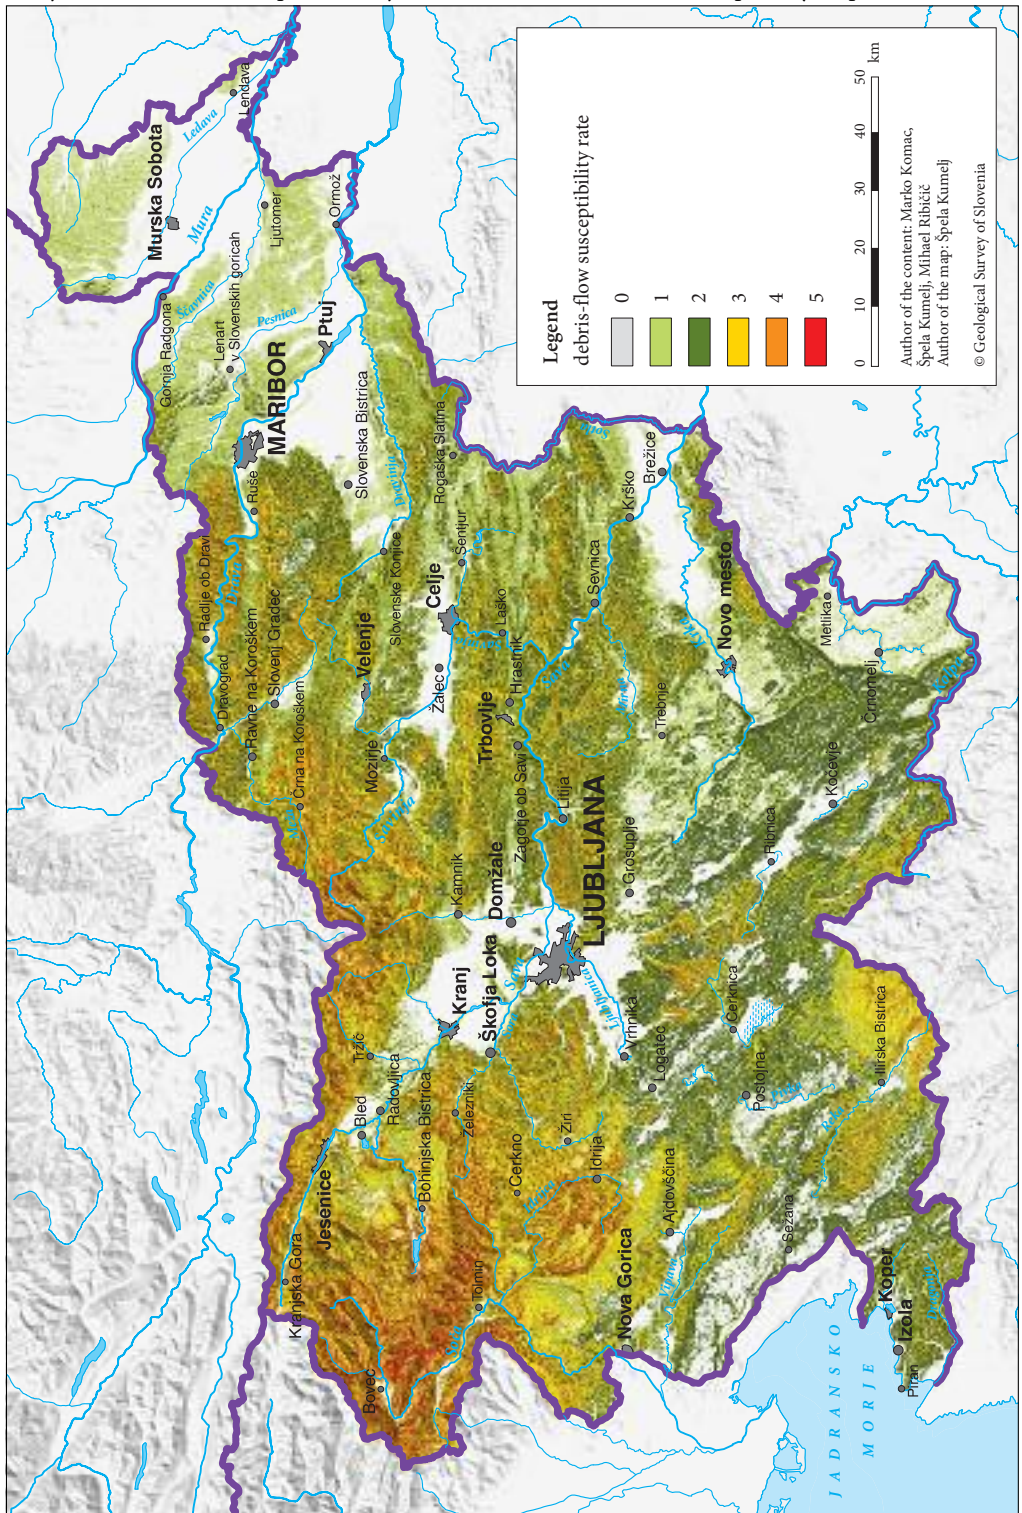 Legend
debris-flow susceptibility rate
0
1
2
3
4
5
0
10
20
30
40
50
km
Author of the content: Marko Komac,
Špela Kumelj, Mihael Ribičič
Author of the map: Špela Kumelj
© Geological Survey of Slovenia
Murska Sobota
Lendava
Ledava
Mura
Ljutomer
Ormož
Gornja Radgona
Ščavnica
Lenart
v Slovenskih goricah
Pesnica
Ptuj
MARIBOR
Ruše
Slovenska Bistrica
Dravinja
Rogaška Slatina
Radlje ob Dravi
Drava
Dravograd
Ravne na Koroškem
Slovenj Gradec
Črna na Koroškem
Velenje
Slovenske Konjice
Celje
Šentjur
Žalec
Laško
Mozirje
Savinja
Trbovlje
Hrastnik
Sava
Zagorje ob Savi
Litija
Sevnica
Krško
Brežice
Sotla
Mirna
Trebnje
Krka
Novo mesto
Metlika
Črnomelj
Kolpa
Kočevje
Ribnica
Grosuplje
LJUBLJANA
Domžale
Kamnik
Kranj
Škofja Loka
Sava
Ljubljanica
Vrhnika
Logatec
Cerknica
Postojna
Pivka
Ilirska Bistrica
Reka
Tržič
Radovljica
Bled
Jesenice
Kranjska Gora
Bohinjska Bistrica
Železniki
Cerkno
Žiri
Idrija
Idrijca
Tolmin
Soča
Bovec
Nova Gorica
Ajdovščina
Vipava
Sežana
Koper
Izola
Piran
Dragonja
JADRANSKO
MORJE